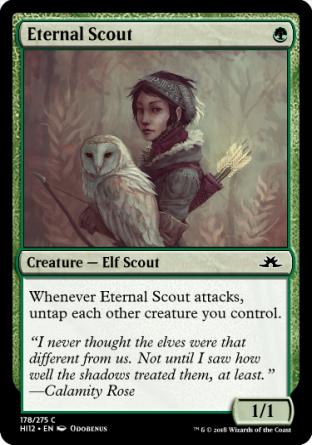 Eternal Scout
Creature — Elf Scout
Whenever Eternal Scout attacks,
untap each other creature you control.
“I never thought the elves were that
different from us. Not until I saw how
well the shadows treated them, at least.”
—Calamity Rose
1/1
178/275 C
HI12 • EN Odobenus
™ & © 2018 Wizards of the Coast